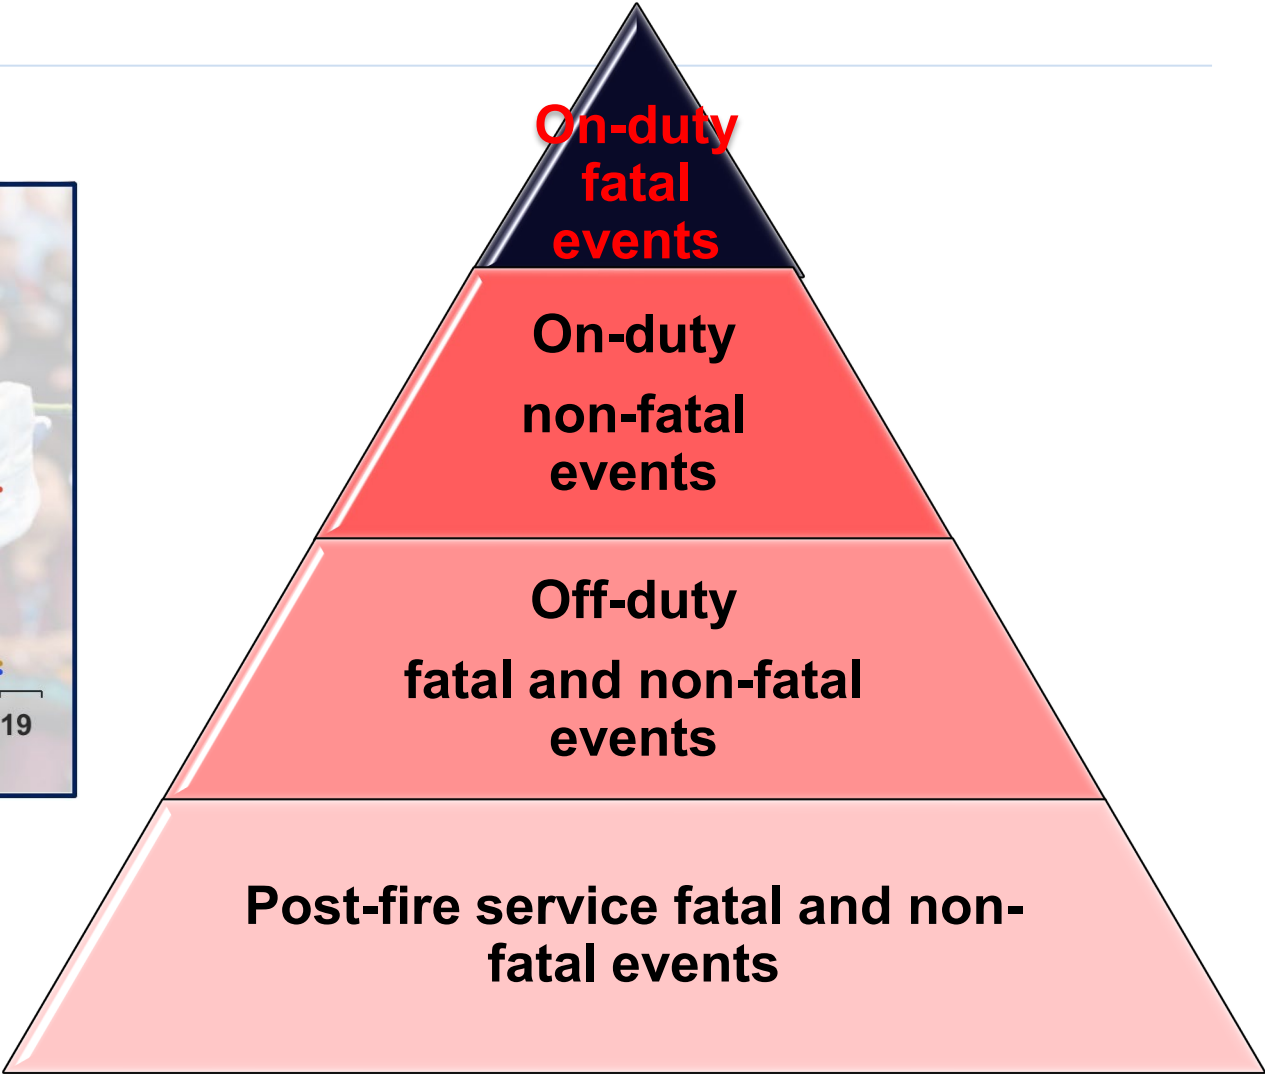 On-duty
fatal
events
On-duty
non-fatal
events
Off-duty
fatal and non-fatal
events
19
Post-fire service fatal and non-
fatal events